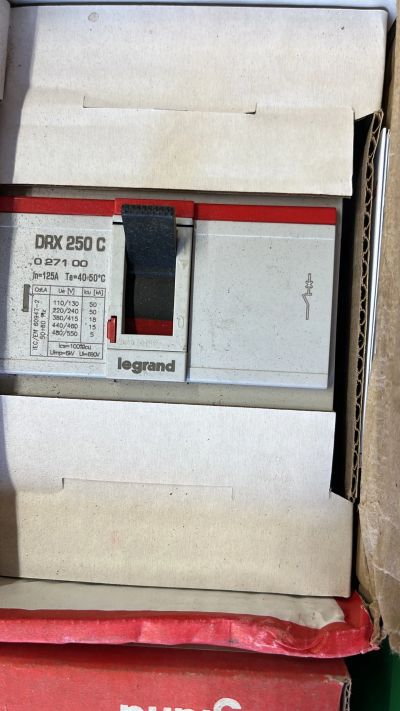 DRX 250 C
0 271 00
In=125A Ta=40-50°C
Cat.A Ue [V] Icu [kA]
110/130 50
220/240 50
380/415 18
440/460 15
480/550 5
IEC/EN 60947-2
50-60 Hz
Ics=100%Icu
Uimp=6kV Ui=690V
legrand